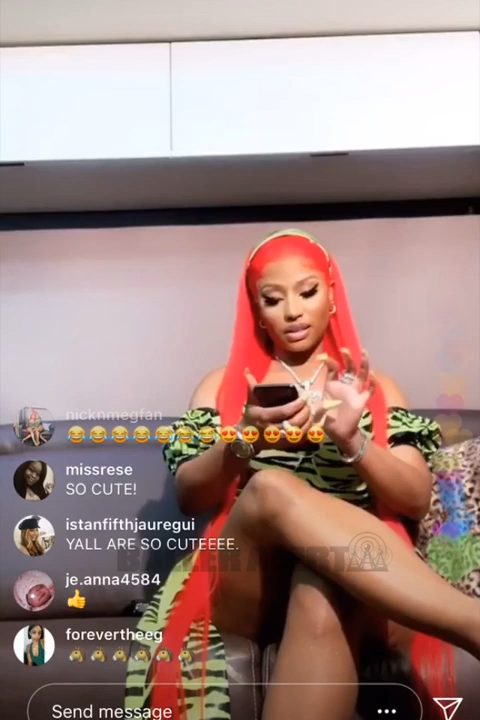 nicknmegfan
😂😂😂😂😂😂😂😍😍😍😍😍
missrese
SO CUTE!
istanfifthjauregui
YALL ARE SO CUTEEEE.
je.anna4584
👍
forevertheeg
Send message